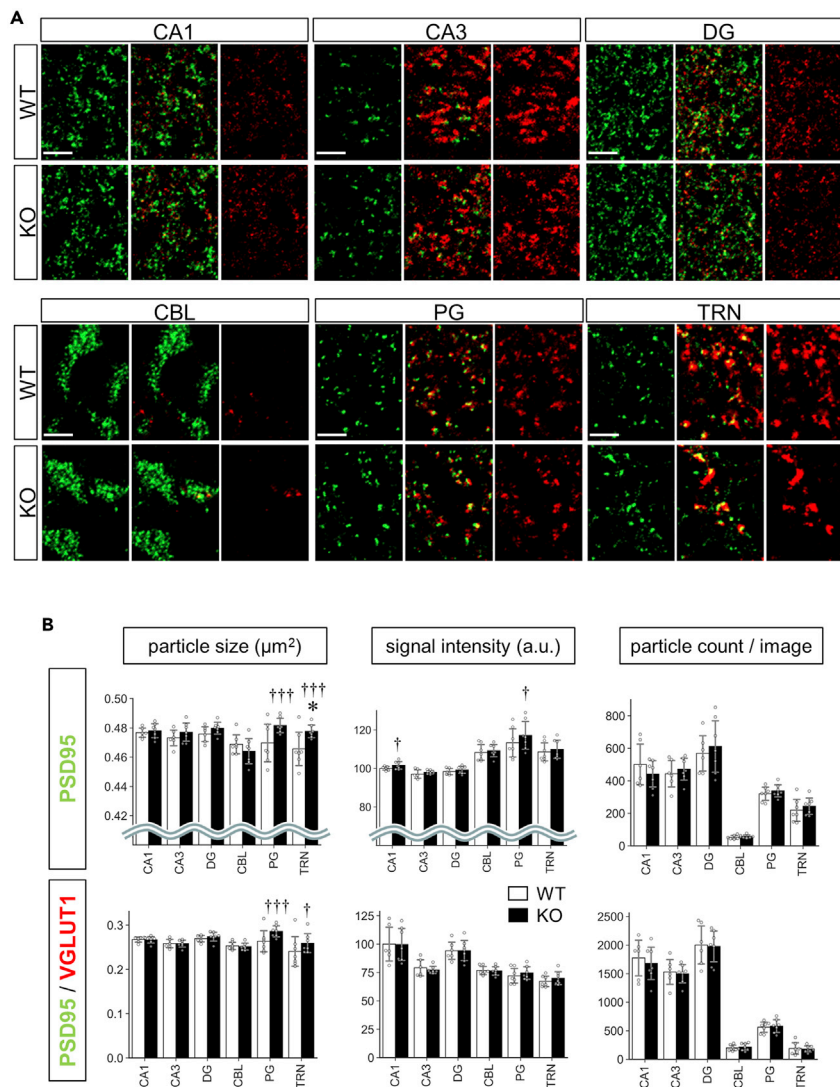 A
CA1 CA3 DG
WT
KO
CBL PG TRN
WT
KO
B
particle size (µm²) signal intensity (a.u.) particle count / image
PSD95
0.50
0.48
0.46
0.44
0.42
†††
†††
*
CA1 CA3 DG CBL PG TRN
120
100
80
†
†
CA1 CA3 DG CBL PG TRN
800
600
400
200
0
CA1 CA3 DG CBL PG TRN
PSD95 / VGLUT1
0.3
0.2
0.1
0.0
††† †
CA1 CA3 DG CBL PG TRN
WT
KO
125
100
75
50
25
0
CA1 CA3 DG CBL PG TRN
2500
2000
1500
1000
500
0
CA1 CA3 DG CBL PG TRN